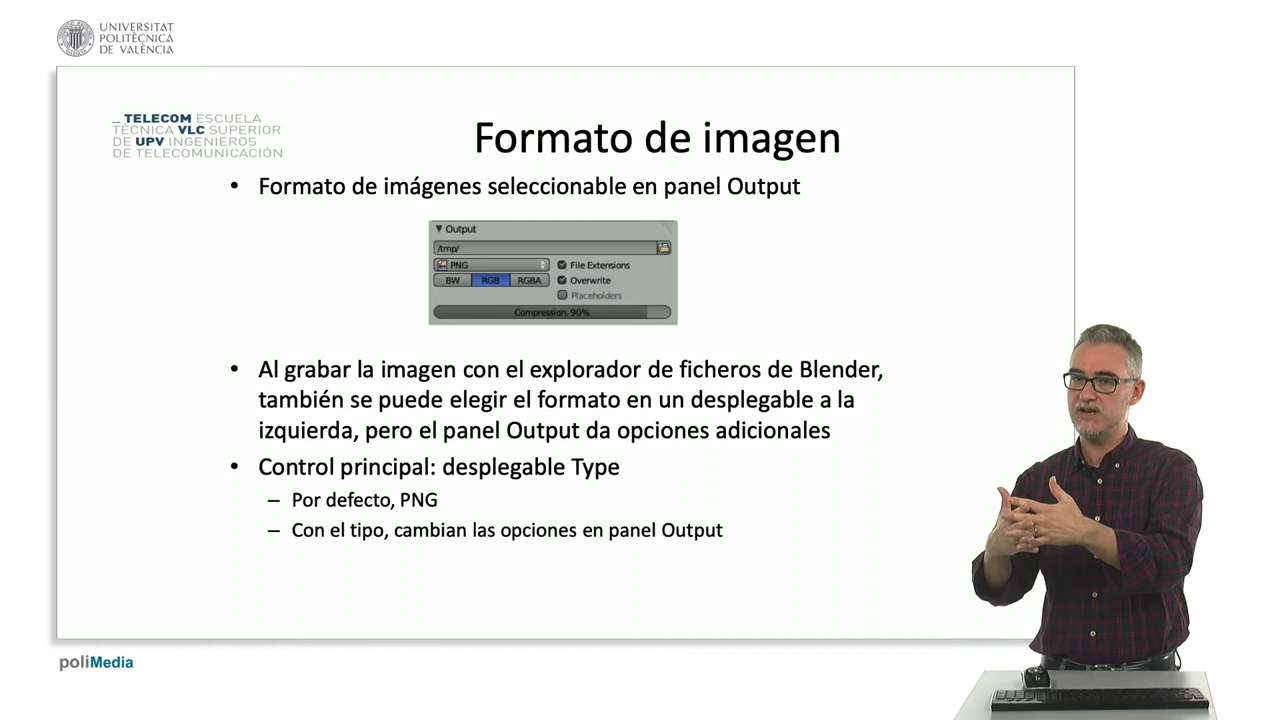 UNIVERSITAT
POLITÈCNICA
DE VALÈNCIA
_ TELECOM ESCUELA
TÉCNICA VLC SUPERIOR
DE UPV INGENIEROS
DE TELECOMUNICACIÓN
Formato de imagen
• Formato de imágenes seleccionable en panel Output
Output
/tmp/
PNG
File Extensions
BW RGB RGBA
Overwrite
Placeholders
Compression: 90%
• Al grabar la imagen con el explorador de ficheros de Blender,
también se puede elegir el formato en un desplegable a la
izquierda, pero el panel Output da opciones adicionales
• Control principal: desplegable Type
– Por defecto, PNG
– Con el tipo, cambian las opciones en panel Output
poliMedia